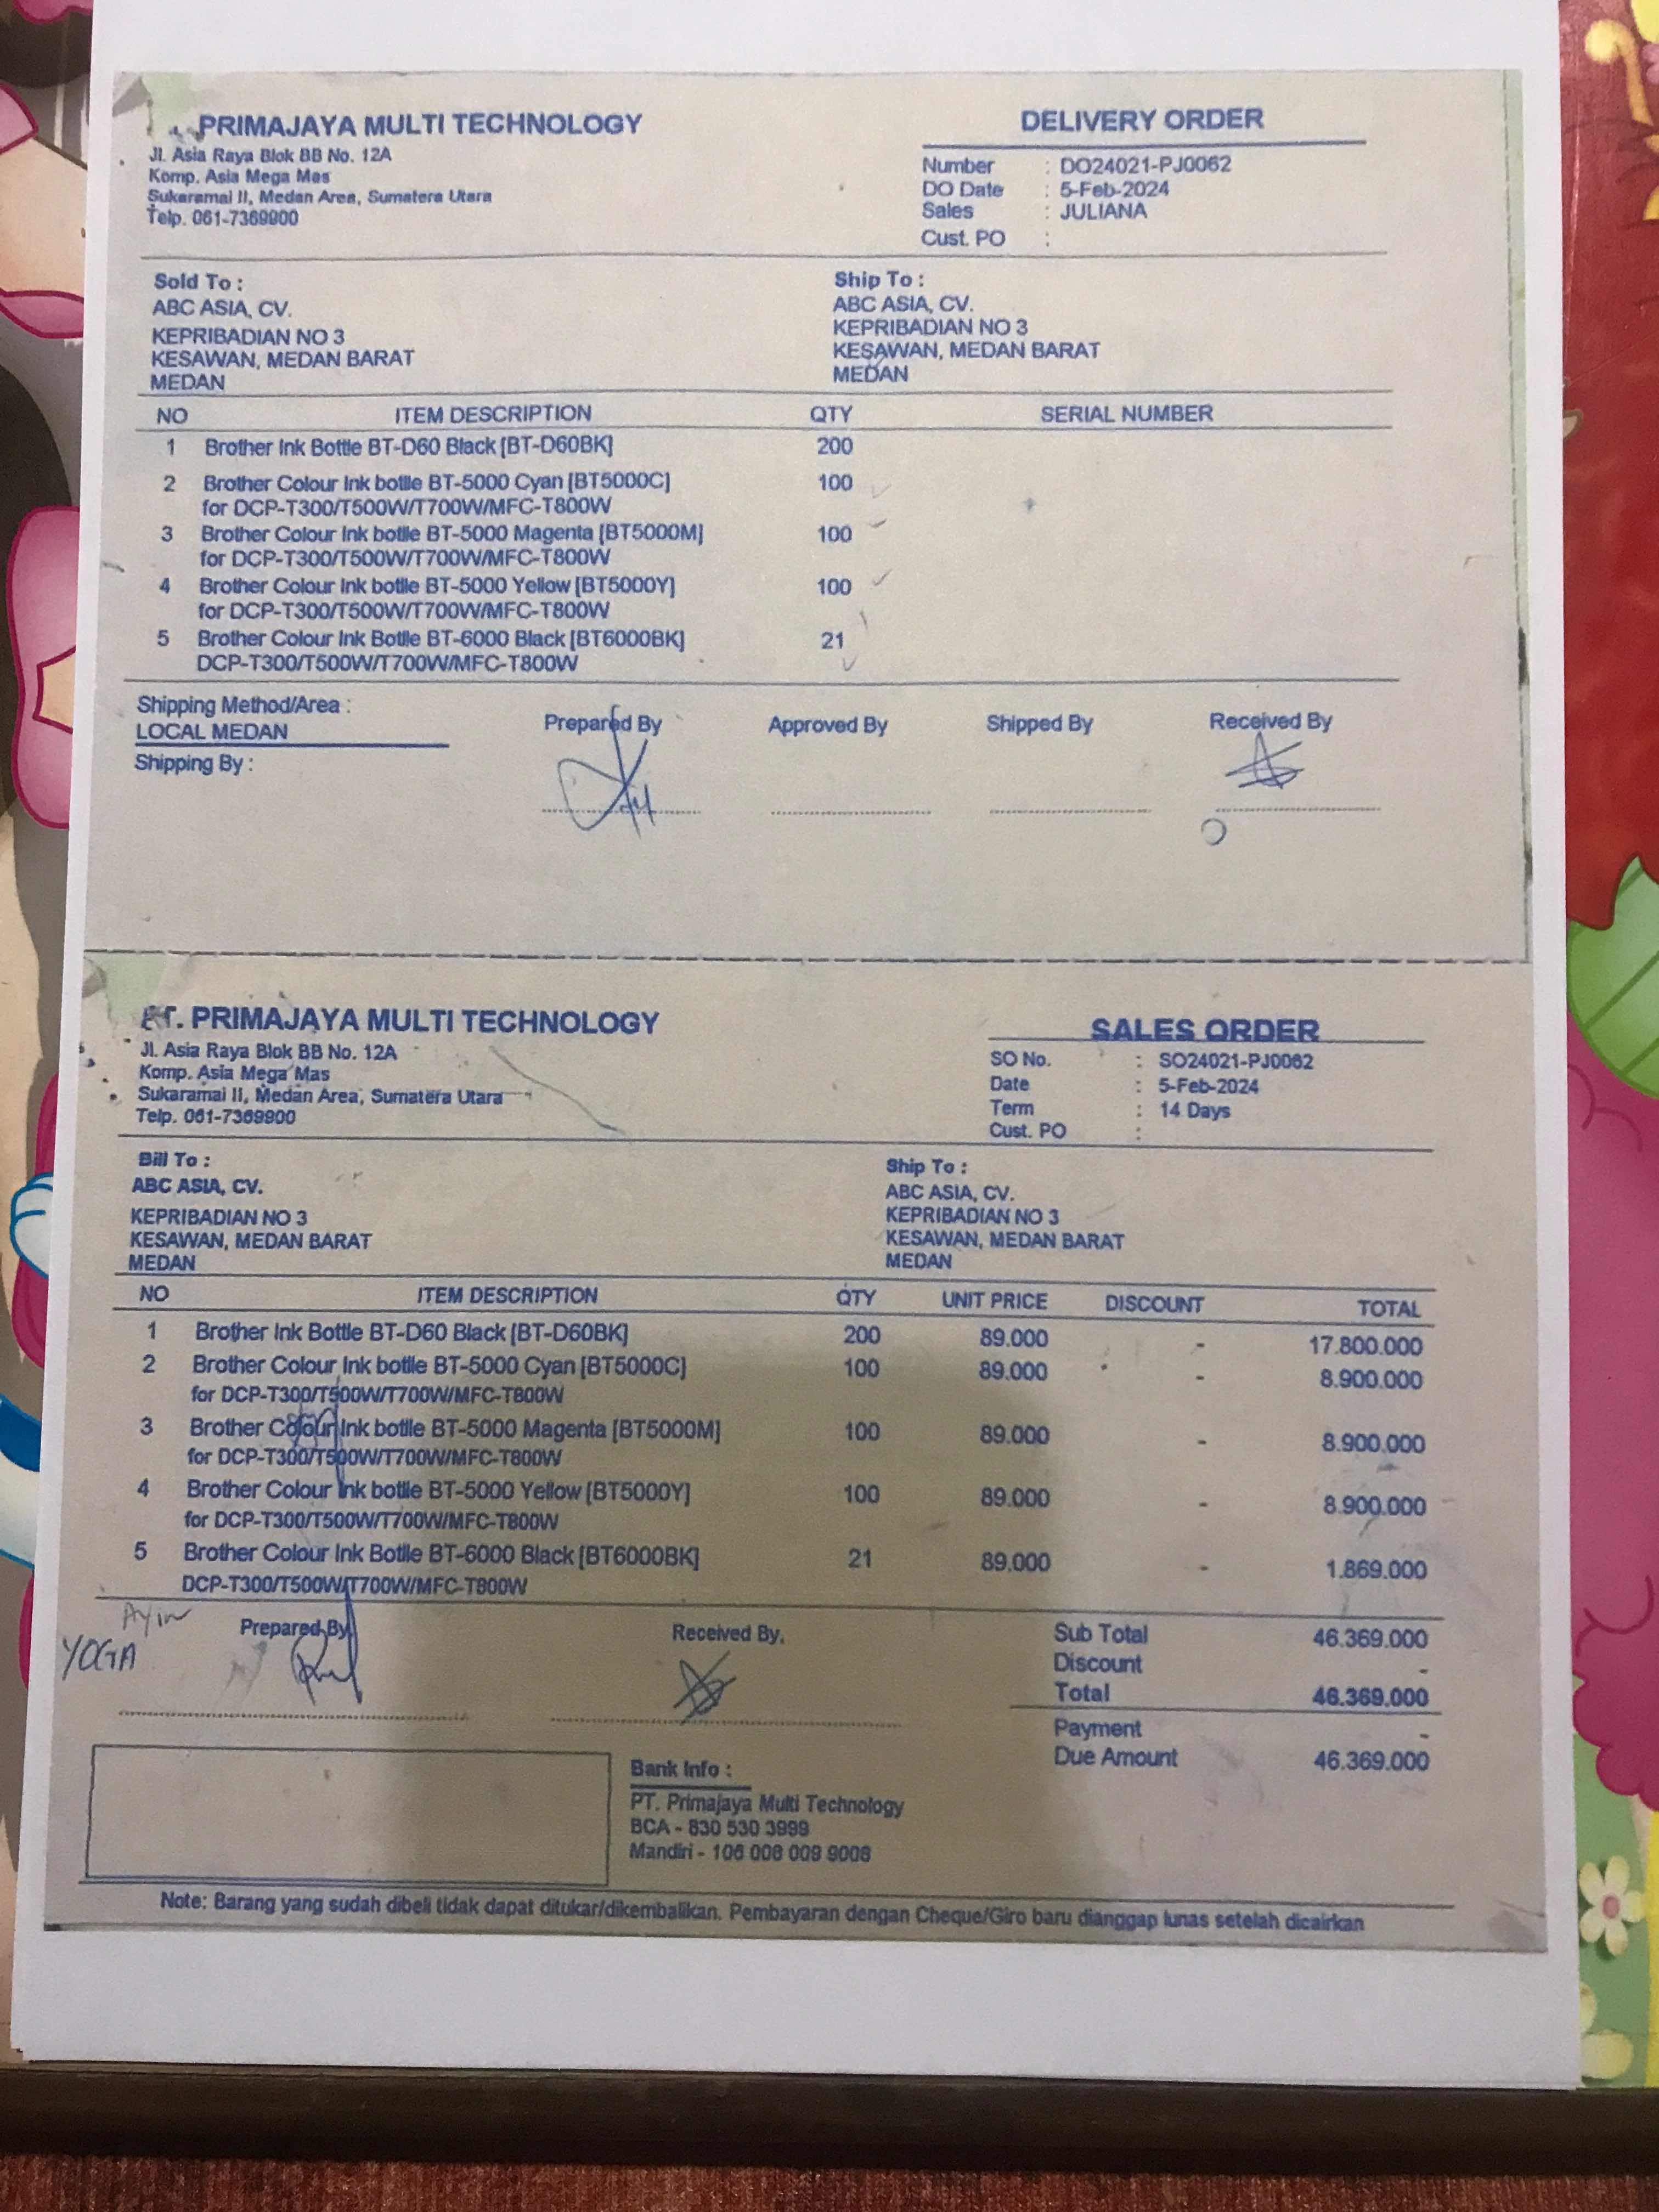 PRIMAJAYA MULTI TECHNOLOGY
Jl. Asia Raya Blok BB No. 12A
Komp. Asia Mega Mas
Sukaramai II, Medan Area, Sumatera Utara
Telp. 061-7369900
DELIVERY ORDER
Number : DO24021-PJ0062
DO Date : 5-Feb-2024
Sales : JULIANA
Cust. PO :
Sold To :
ABC ASIA, CV.
KEPRIBADIAN NO 3
KESAWAN, MEDAN BARAT
MEDAN
Ship To :
ABC ASIA, CV.
KEPRIBADIAN NO 3
KESAWAN, MEDAN BARAT
MEDAN
NO ITEM DESCRIPTION QTY SERIAL NUMBER
1 Brother Ink Bottle BT-D60 Black [BT-D60BK] 200
2 Brother Colour Ink bottle BT-5000 Cyan [BT5000C] 100
for DCP-T300/T500W/T700W/MFC-T800W
3 Brother Colour Ink bottle BT-5000 Magenta [BT5000M] 100
for DCP-T300/T500W/T700W/MFC-T800W
4 Brother Colour Ink bottle BT-5000 Yellow [BT5000Y] 100
for DCP-T300/T500W/T700W/MFC-T800W
5 Brother Colour Ink Bottle BT-6000 Black [BT6000BK] 21
DCP-T300/T500W/T700W/MFC-T800W
Shipping Method/Area :
LOCAL MEDAN
Shipping By :
Prepared By Approved By Shipped By Received By
PT. PRIMAJAYA MULTI TECHNOLOGY
Jl. Asia Raya Blok BB No. 12A
Komp. Asia Mega Mas
Sukaramai II, Medan Area, Sumatera Utara
Telp. 061-7369900
SALES ORDER
SO No. : SO24021-PJ0062
Date : 5-Feb-2024
Term : 14 Days
Cust. PO :
Bill To :
ABC ASIA, CV.
KEPRIBADIAN NO 3
KESAWAN, MEDAN BARAT
MEDAN
Ship To :
ABC ASIA, CV.
KEPRIBADIAN NO 3
KESAWAN, MEDAN BARAT
MEDAN
NO ITEM DESCRIPTION QTY UNIT PRICE DISCOUNT TOTAL
1 Brother Ink Bottle BT-D60 Black [BT-D60BK] 200 89.000 - 17.800.000
2 Brother Colour Ink bottle BT-5000 Cyan [BT5000C] 100 89.000 - 8.900.000
for DCP-T300/T500W/T700W/MFC-T800W
3 Brother Colour Ink bottle BT-5000 Magenta [BT5000M] 100 89.000 - 8.900.000
for DCP-T300/T500W/T700W/MFC-T800W
4 Brother Colour Ink bottle BT-5000 Yellow [BT5000Y] 100 89.000 - 8.900.000
for DCP-T300/T500W/T700W/MFC-T800W
5 Brother Colour Ink Bottle BT-6000 Black [BT6000BK] 21 89.000 - 1.869.000
DCP-T300/T500W/T700W/MFC-T800W
YOGA
Prepared By
Received By,
Sub Total 46.369.000
Discount -
Total 46.369.000
Payment -
Due Amount 46.369.000
Bank Info :
PT. Primajaya Multi Technology
BCA - 830 530 3999
Mandiri - 106 008 009 9008
Note: Barang yang sudah dibeli tidak dapat ditukar/dikembalikan. Pembayaran dengan Cheque/Giro baru dianggap lunas setelah dicairkan